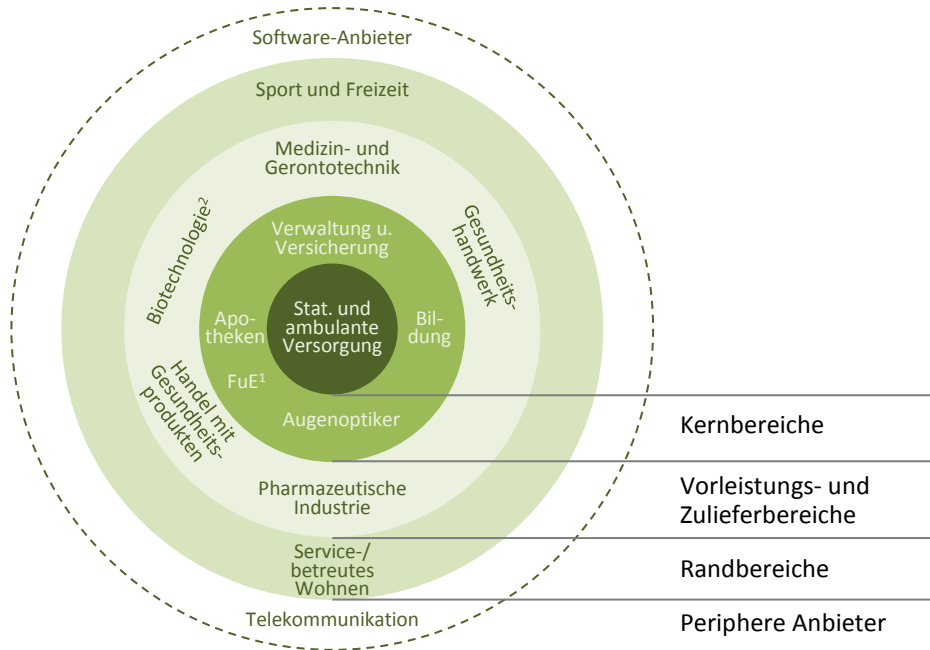 Software-Anbieter
Sport und Freizeit
Medizin- und
Gerontotechnik
Biotechnologie²
Gesundheits-
handwerk
Verwaltung u.
Versicherung
Apo-
theken
Stat. und
ambulante
Versorgung
Bil-
dung
FuE¹
Augenoptiker
Handel mit
Gesundheits-
produkten
Pharmazeutische
Industrie
Service-/
betreutes
Wohnen
Telekommunikation
Kernbereiche
Vorleistungs- und
Zulieferbereiche
Randbereiche
Periphere Anbieter